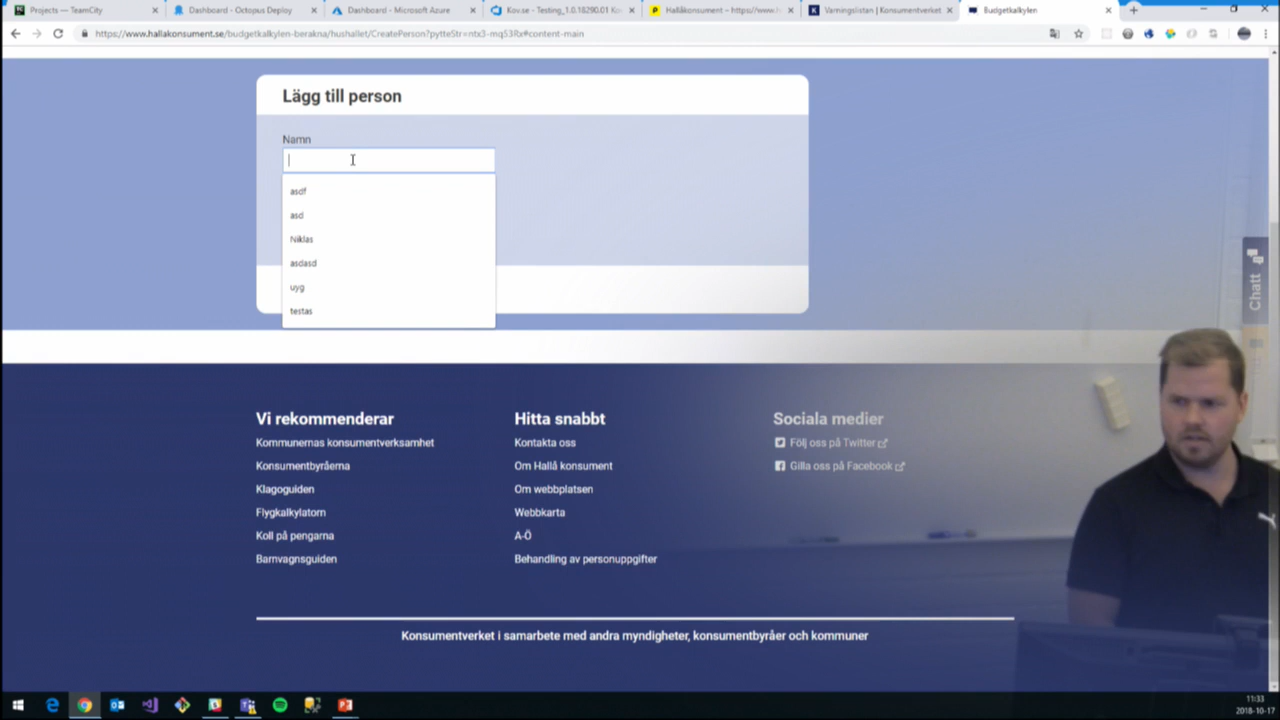 Projects — TeamCity
Dashboard - Octopus Deploy
Dashboard - Microsoft Azure
Kov.se - Testing_1.0.18290.01 Ko
Hallåkonsument – https://www.h
Varningslistan | Konsumentverket
Budgetkalkylen
https://www.hallakonsument.se/budgetkalkylen-berakna/hushallet/CreatePerson?pytteStr=ntx3-mq53Rx#content-main
Lägg till person
Namn
asdf
asd
Niklas
asdasd
uyg
testas
Chatt
Vi rekommenderar
Kommunernas konsumentverksamhet
Konsumentbyråerna
Klagoguiden
Flygkalkylatorn
Koll på pengarna
Barnvagnsguiden
Hitta snabbt
Kontakta oss
Om Hallå konsument
Om webbplatsen
Webbkarta
A-Ö
Behandling av personuppgifter
Sociala medier
Följ oss på Twitter
Gilla oss på Facebook
Konsumentverket i samarbete med andra myndigheter, konsumentbyråer och kommuner
11:33
2018-10-17